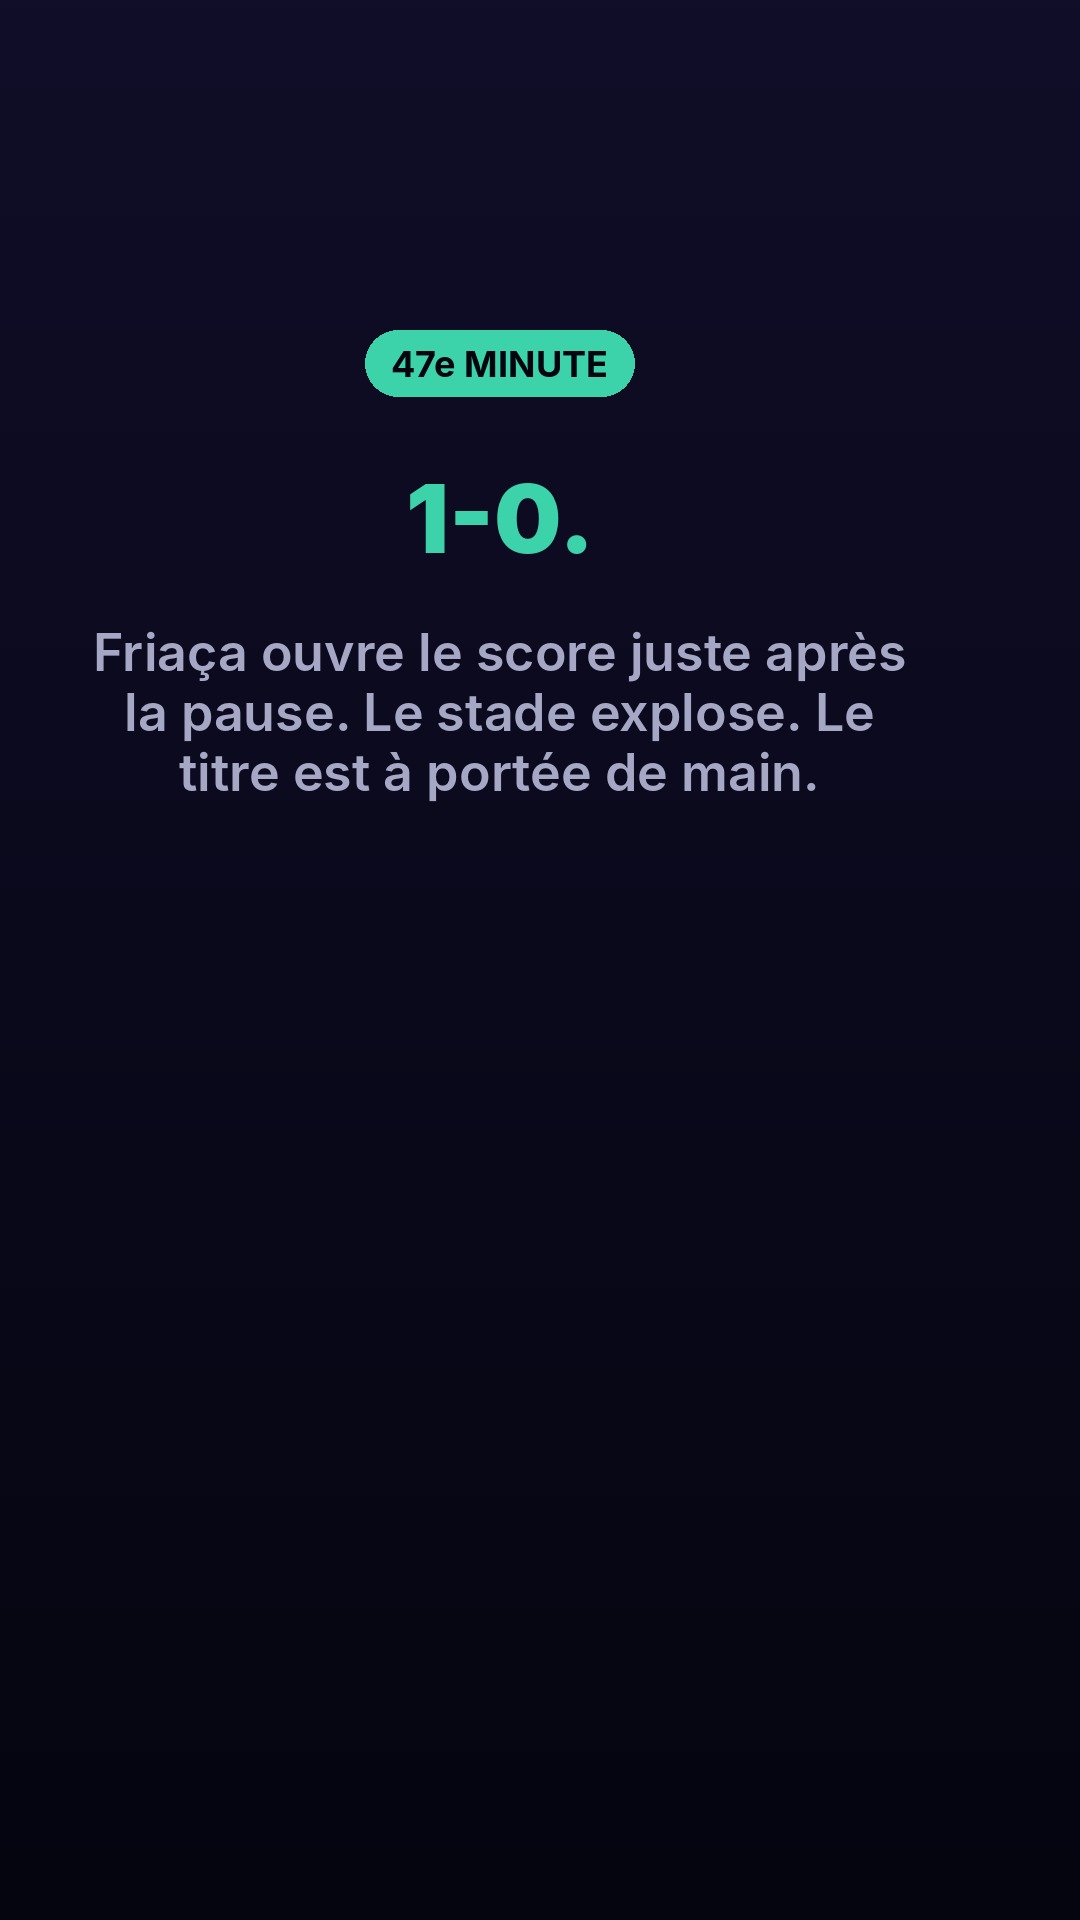 47e MINUTE
1-0.
Friaça ouvre le score juste après
la pause. Le stade explose. Le
titre est à portée de main.